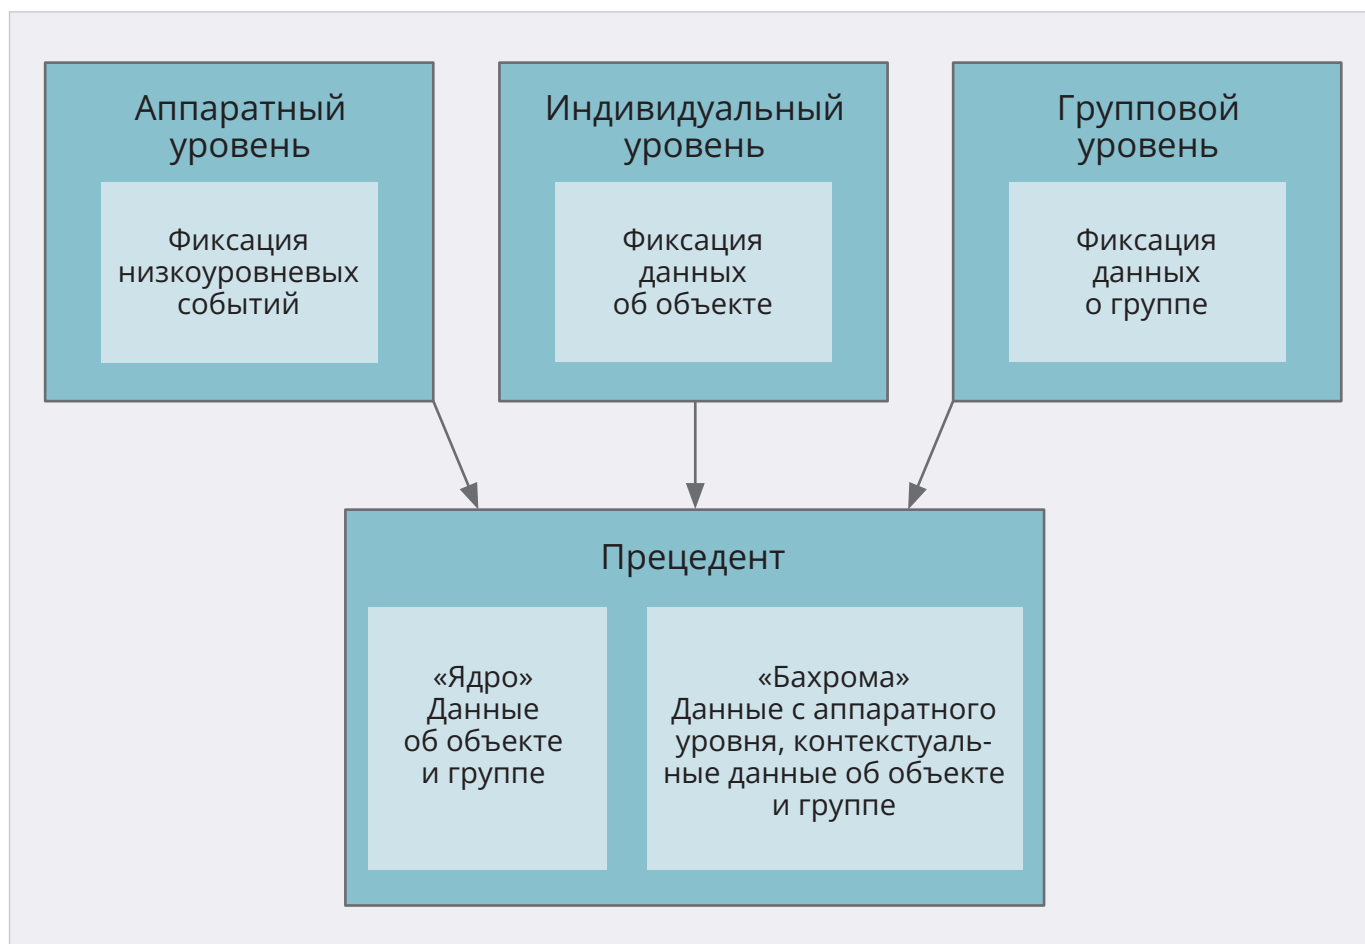 Аппаратный
уровень
Фиксация
низкоуровневых
событий
Индивидуальный
уровень
Фиксация
данных
об объекте
Групповой
уровень
Фиксация
данных
о группе
Прецедент
«Ядро»
Данные
об объекте
и группе
«Бахрома»
Данные с аппаратного
уровня, контекстуаль-
ные данные об объекте
и группе